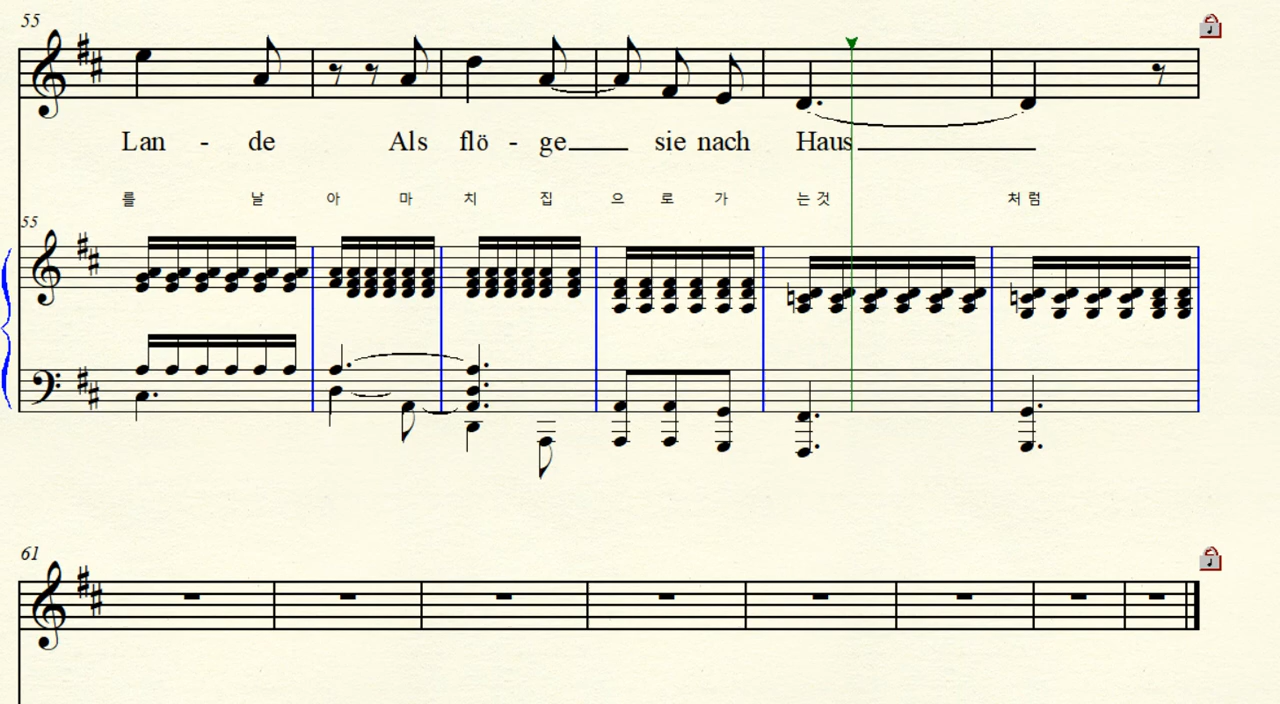 55
Lan - de Als flö - ge sie nach Haus
를 날 아 마 치 집 으 로 가 는 것 처 럼
55
61